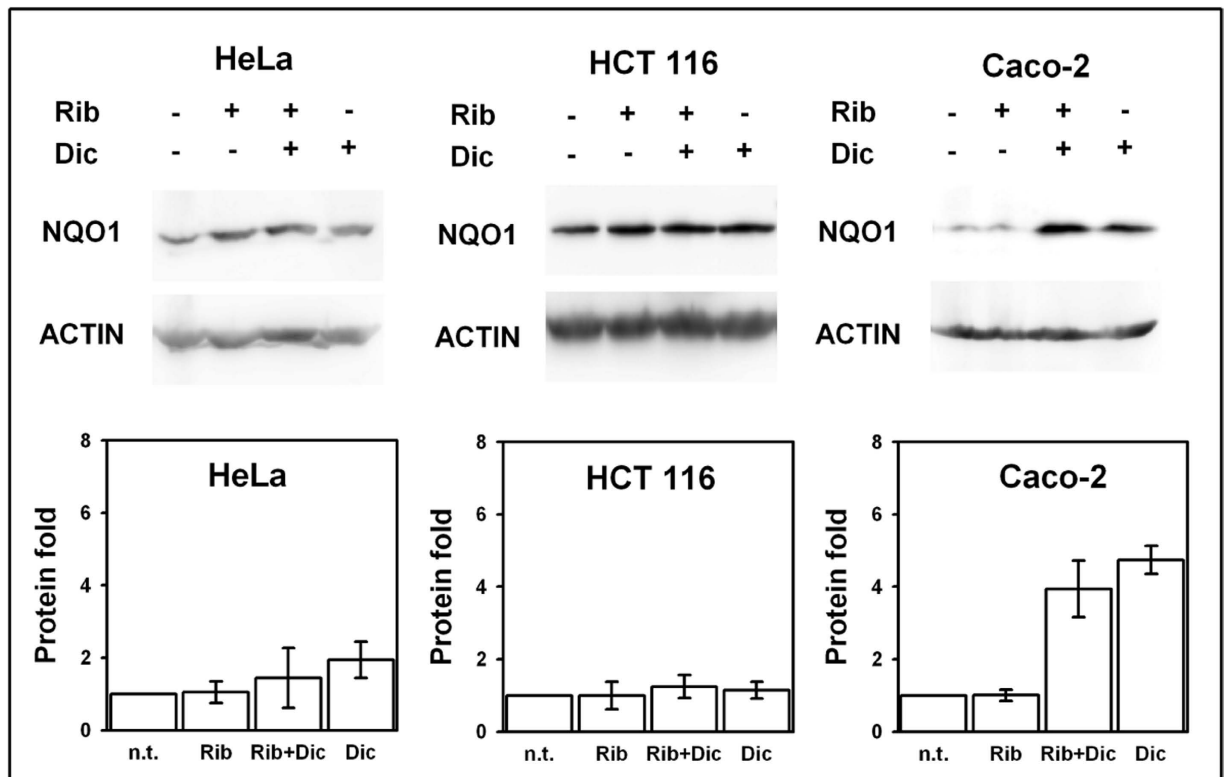 HeLa
Rib - + + -
Dic - - + +
NQO1
ACTIN
HCT 116
Rib - + + -
Dic - - + +
NQO1
ACTIN
Caco-2
Rib - + + -
Dic - - + +
NQO1
ACTIN
HeLa
Protein fold
8
6
4
2
0
n.t. Rib Rib+Dic Dic
HCT 116
Protein fold
8
6
4
2
0
n.t. Rib Rib+Dic Dic
Caco-2
Protein fold
8
6
4
2
0
n.t. Rib Rib+Dic Dic